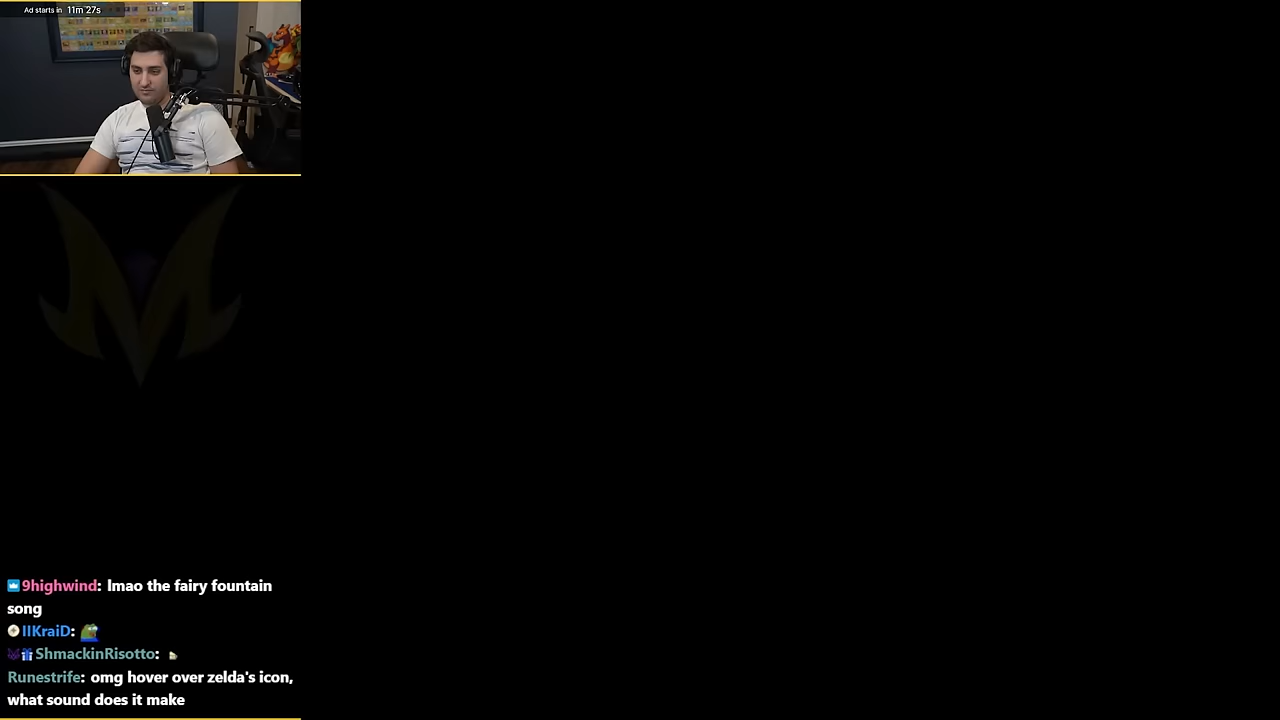 Ad starts in 11m 27s
9highwind: lmao the fairy fountain
song
IIKraiD:
ShmackinRisotto:
Runestrife: omg hover over zelda's icon,
what sound does it make